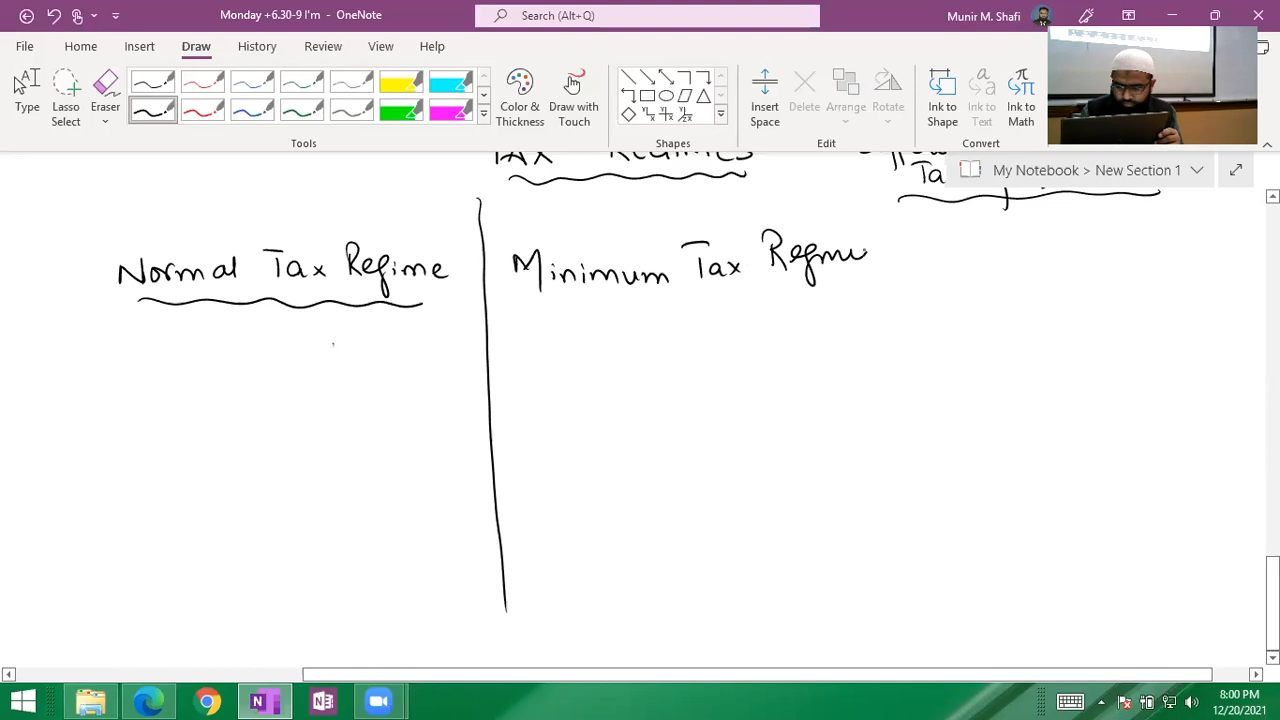 Monday +6.30-9 I'm - OneNote
Search (Alt+Q)
Munir M. Shafi
File Home Insert Draw History Review View Help
Type
Lasso Select
Eraser
Color & Thickness
Draw with Touch
Insert Space
Delete
Arrange
Rotate
Ink to Shape
Ink to Text
Ink to Math
Tools
Shapes
Edit
Convert
My Notebook > New Section 1
TAX Regimes
Ta
Normal Tax Regime
Minimum Tax Regme
8:00 PM
12/20/2021